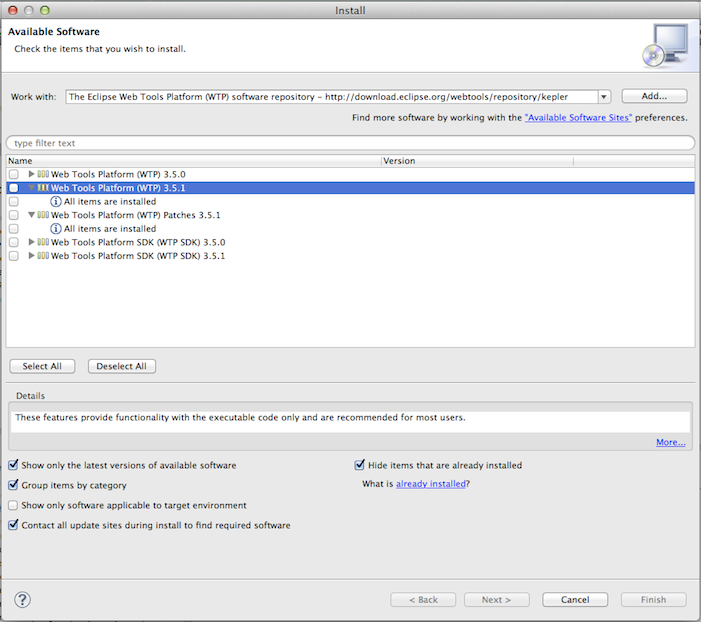 Install
Available Software
Check the items that you wish to install.
Work with: The Eclipse Web Tools Platform (WTP) software repository – http://download.eclipse.org/webtools/repository/kepler Add...
Find more software by working with the "Available Software Sites" preferences.
type filter text
Name Version
Web Tools Platform (WTP) 3.5.0
Web Tools Platform (WTP) 3.5.1
All items are installed
Web Tools Platform (WTP) Patches 3.5.1
All items are installed
Web Tools Platform SDK (WTP SDK) 3.5.0
Web Tools Platform SDK (WTP SDK) 3.5.1
Select All Deselect All
Details
These features provide functionality with the executable code only and are recommended for most users.
More...
Show only the latest versions of available software Hide items that are already installed
Group items by category What is already installed?
Show only software applicable to target environment
Contact all update sites during install to find required software
? < Back Next > Cancel Finish